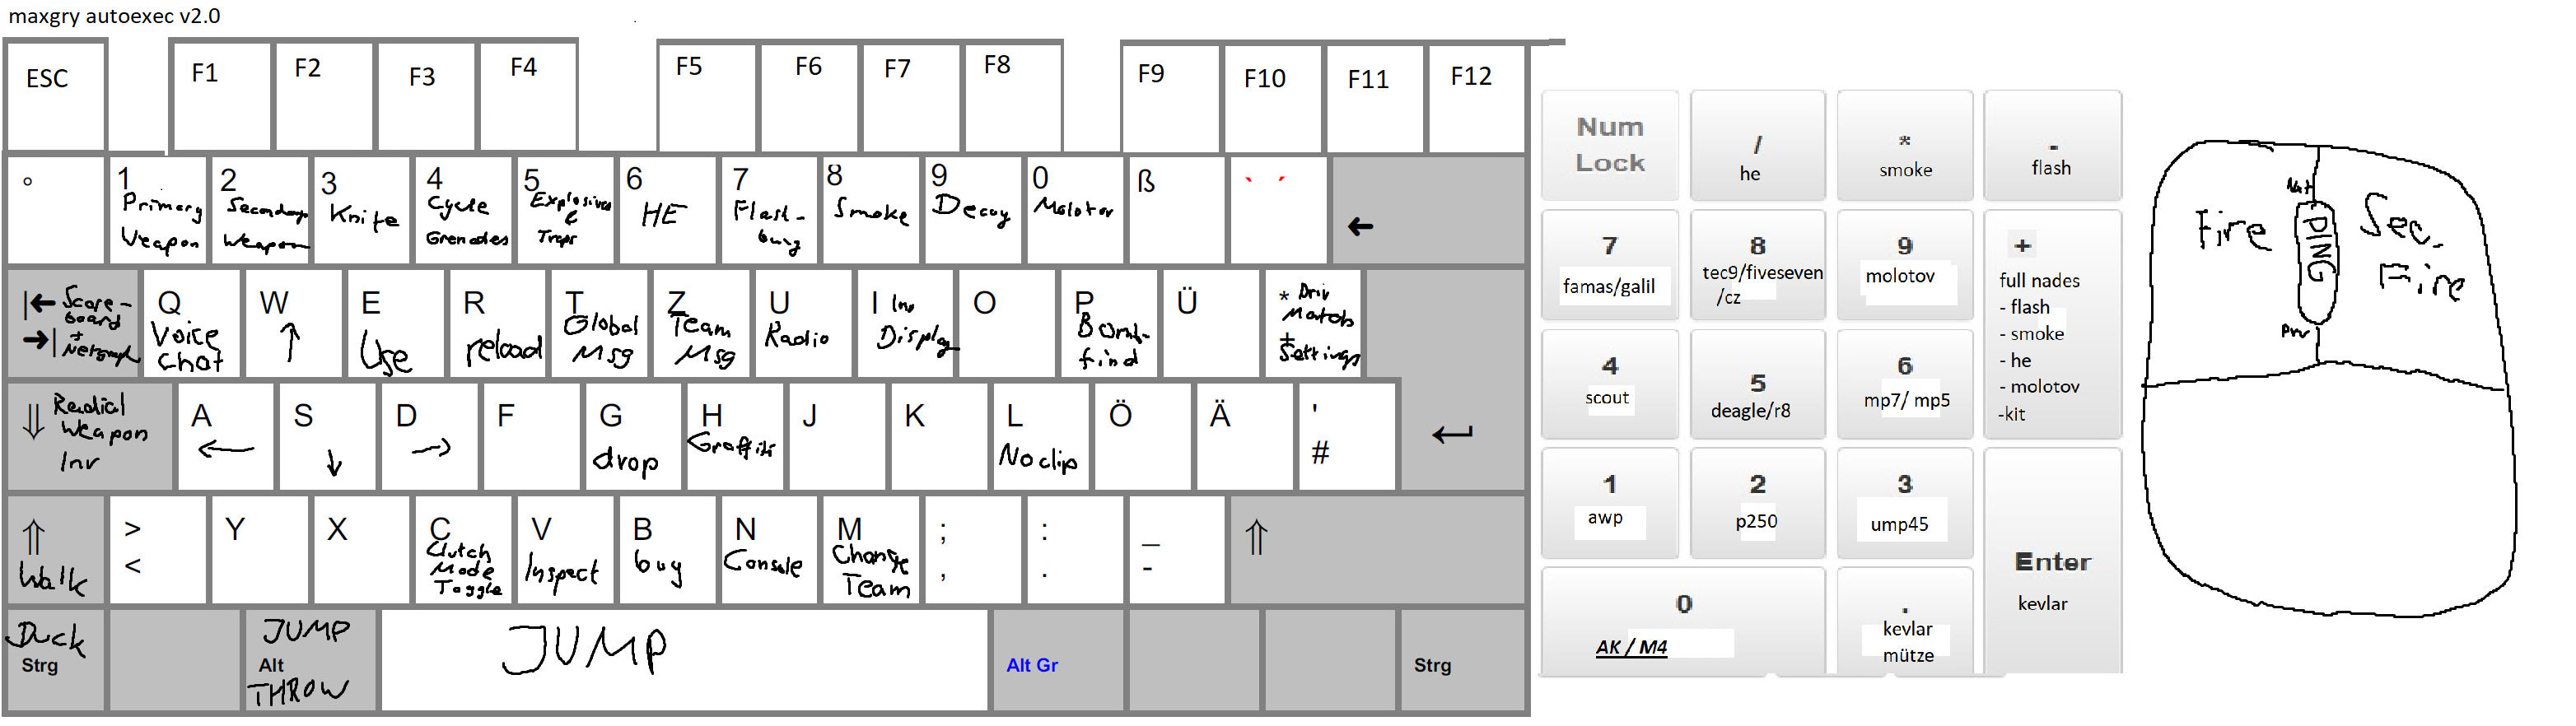 maxgry autoexec v2.0
ESC F1 F2 F3 F4 F5 F6 F7 F8 F9 F10 F11 F12
°
1
Primary
Weapon
2
Secondary
Weapon
3
Knife
4
Cycle
Grenades
5
Explosives
&
Traps
6
HE
7
Flash-
bang
8
Smoke
9
Decoy
0
Molotov
ß
` ´
←
|← Score-
board
+
→| Netgraph
Q
Voice
chat
W
↑
E
Use
R
reload
T
Global
Msg
Z
Team
Msg
U
Radio
I Inv
Display
O
P
Bomb-
find
Ü
* Priv
Match
+
Settings
⇓ Radial
Weapon
Inv
A
←
S
↓
D
→
F
G
drop
H
Graffiti
J
K
L
Noclip
Ö
Ä
'
#
↵
⇑
Walk
>
<
Y
X
C
Clutch
Mode
Toggle
V
Inspect
B
buy
N
Console
M
Change
Team
;
,
:
.
_
-
⇑
Duck
Strg
JUMP
Alt
THROW
JUMP
Alt Gr
Strg
Num
Lock
/
he
*
smoke
-
flash
7
famas/galil
8
tec9/fiveseven
/cz
9
molotov
+
full nades
- flash
- smoke
- he
- molotov
-kit
4
scout
5
deagle/r8
6
mp7/ mp5
1
awp
2
p250
3
ump45
Enter
kevlar
0
AK / M4
.
kevlar
mütze
Fire
Nxt
PING
Prv
Sec.
Fire